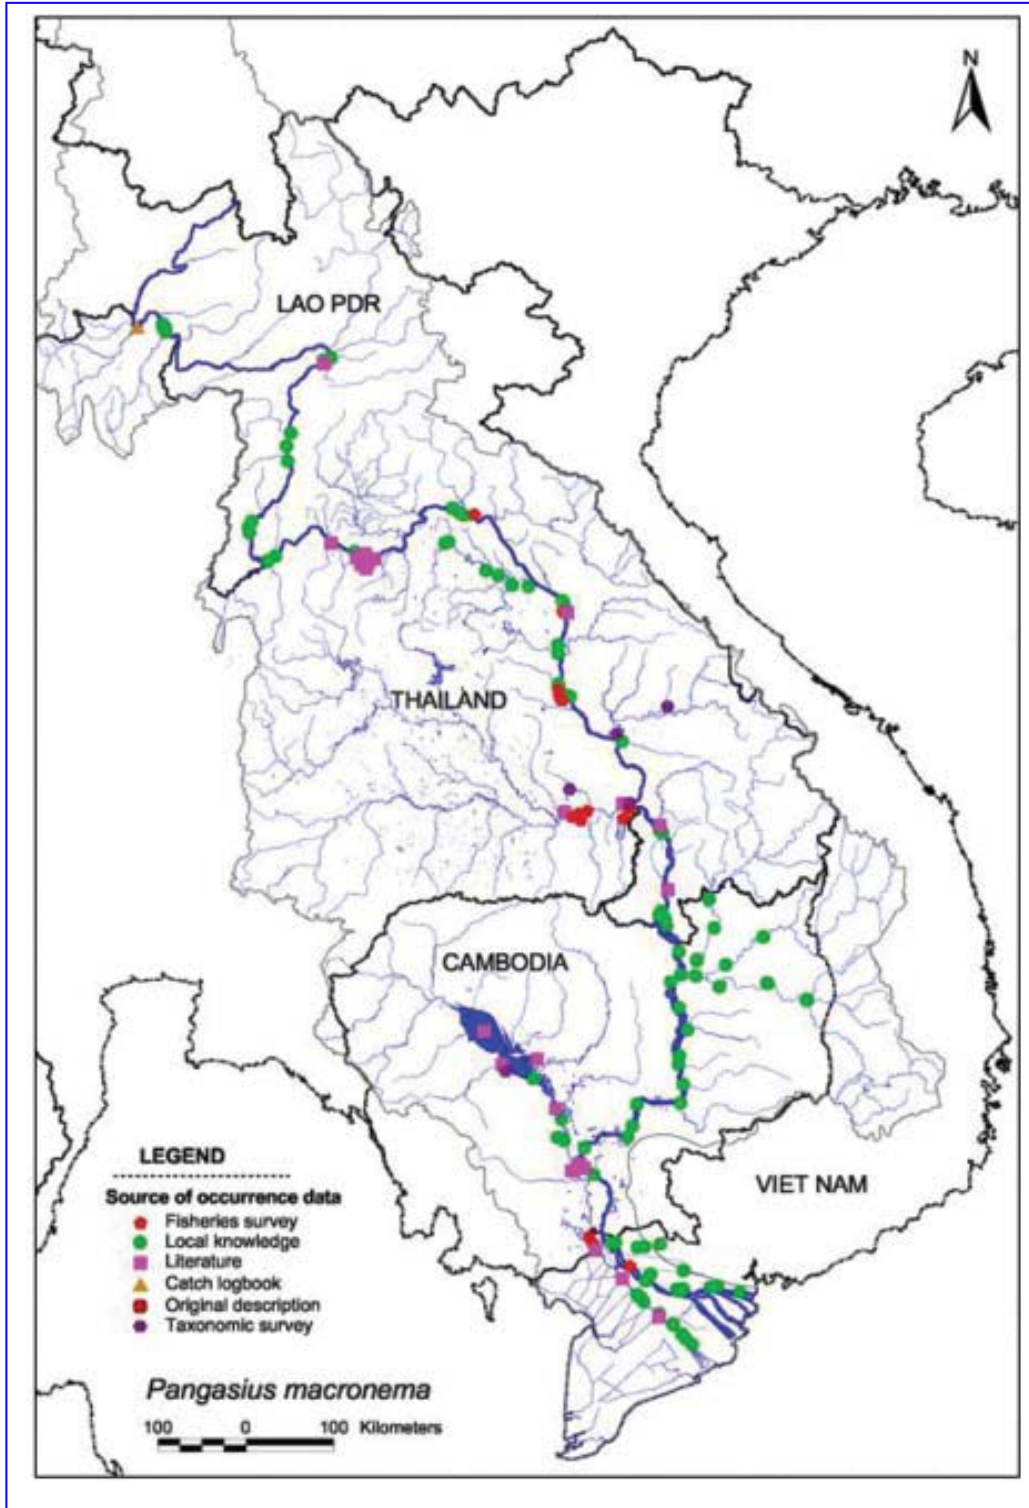 N
LAO PDR
THAILAND
CAMBODIA
VIET NAM
LEGEND
Source of occurrence data
Fisheries survey
Local knowledge
Literature
Catch logbook
Original description
Taxonomic survey
Pangasius macronema
100 0 100 Kilometers